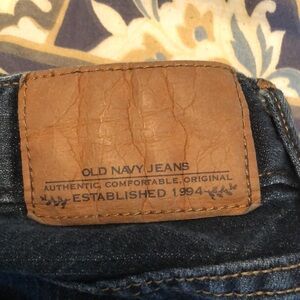 OLD NAVY JEANS
AUTHENTIC, COMFORTABLE, ORIGINAL
ESTABLISHED 1994